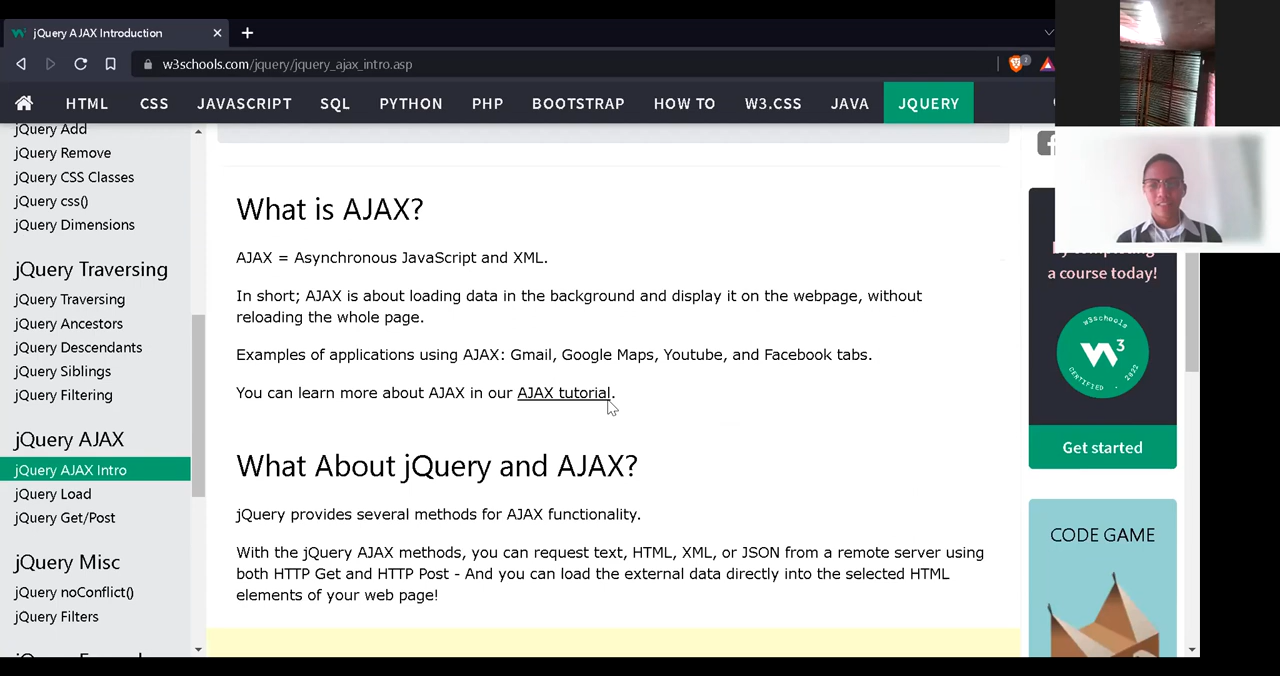 jQuery AJAX Introduction
w3schools.com/jquery/jquery_ajax_intro.asp
HTML CSS JAVASCRIPT SQL PYTHON PHP BOOTSTRAP HOW TO W3.CSS JAVA JQUERY
jQuery Add
jQuery Remove
jQuery CSS Classes
jQuery css()
jQuery Dimensions
jQuery Traversing
jQuery Traversing
jQuery Ancestors
jQuery Descendants
jQuery Siblings
jQuery Filtering
jQuery AJAX
jQuery AJAX Intro
jQuery Load
jQuery Get/Post
jQuery Misc
jQuery noConflict()
jQuery Filters
What is AJAX?
AJAX = Asynchronous JavaScript and XML.
In short; AJAX is about loading data in the background and display it on the webpage, without
reloading the whole page.
Examples of applications using AJAX: Gmail, Google Maps, Youtube, and Facebook tabs.
You can learn more about AJAX in our AJAX tutorial.
What About jQuery and AJAX?
jQuery provides several methods for AJAX functionality.
With the jQuery AJAX methods, you can request text, HTML, XML, or JSON from a remote server using
both HTTP Get and HTTP Post - And you can load the external data directly into the selected HTML
elements of your web page!
by completing
a course today!
w3schools
W3
CERTIFIED . 2022
Get started
CODE GAME